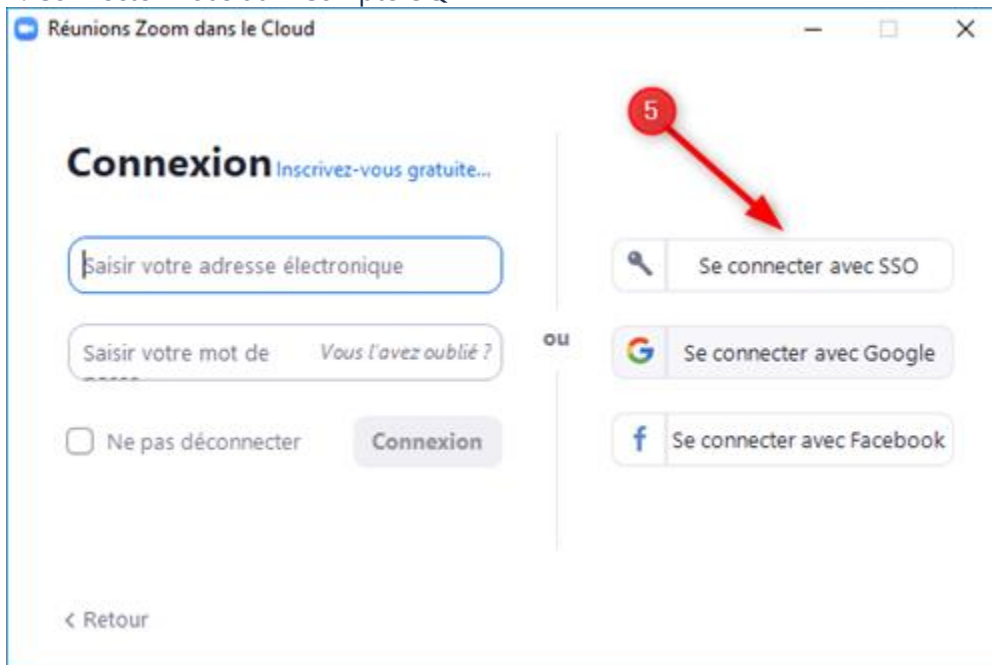 Réunions Zoom dans le Cloud
5
Connexion Inscrivez-vous gratuite...
Saisir votre adresse électronique
Saisir votre mot de
Vous l'avez oublié ?
Ne pas déconnecter
Connexion
ou
Se connecter avec SSO
Se connecter avec Google
Se connecter avec Facebook
< Retour